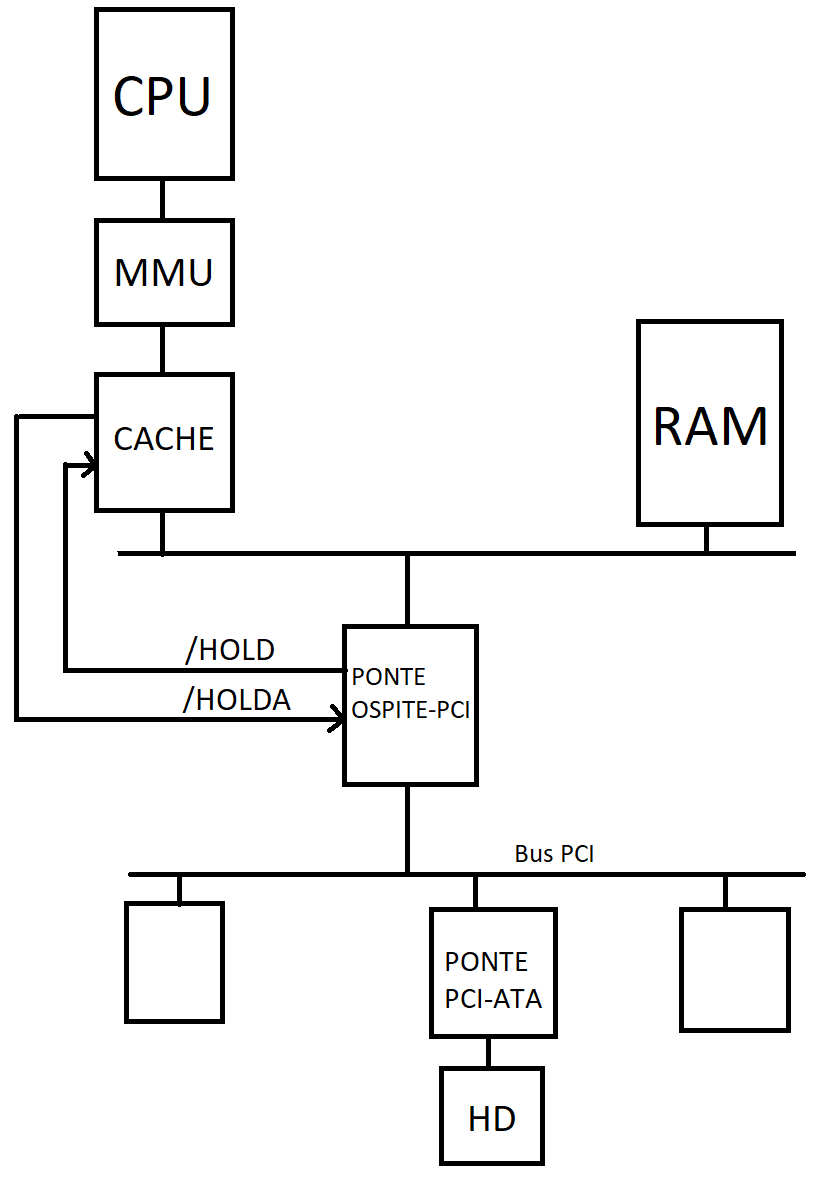 CPU
MMU
CACHE
RAM
/HOLD
/HOLDA
PONTE
OSPITE-PCI
Bus PCI
PONTE
PCI-ATA
HD